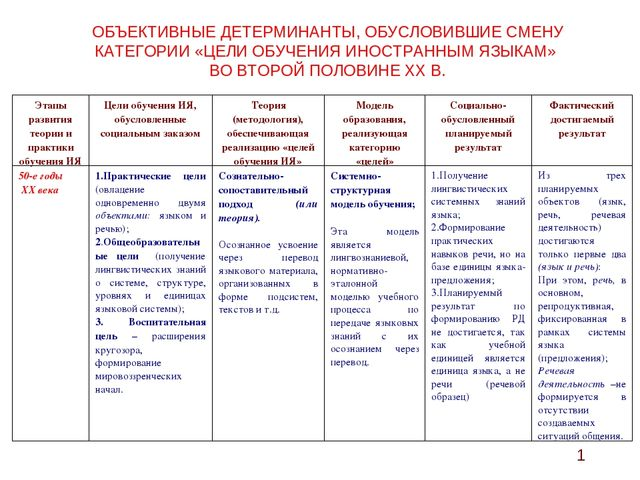 ОБЪЕКТИВНЫЕ ДЕТЕРМИНАНТЫ, ОБУСЛОВИВШИЕ СМЕНУ
КАТЕГОРИИ «ЦЕЛИ ОБУЧЕНИЯ ИНОСТРАННЫМ ЯЗЫКАМ»
ВО ВТОРОЙ ПОЛОВИНЕ XX В.
Этапы
развития
теории и
практики
обучения ИЯ
Цели обучения ИЯ,
обусловленные
социальным заказом
Теория
(методология),
обеспечивающая
реализацию «целей
обучения ИЯ»
Модель
образования,
реализующая
категорию
«целей»
Социально-
обусловленный
планируемый
результат
Фактический
достигаемый
результат
50-е годы
XX века
1.Практические цели
(овладение
одновременно двумя
объектами: языком и
речью);
2.Общеобразовательн
ые цели (получение
лингвистических знаний
о системе, структуре,
уровнях и единицах
языковой системы);
3. Воспитательная
цель – расширения
кругозора,
формирование
мировоззренческих
начал.
Сознательно-
сопоставительный
подход (или
теория).
Осознанное усвоение
через перевод
языкового материала,
организованных в
форме подсистем,
текстов и т.д.
Системно-
структурная
модель обучения;
Эта модель
является
лингвознаниевой,
нормативно-
эталонной
моделью учебного
процесса по
передаче языковых
знаний с их
осознанием через
перевод.
1.Получение
лингвистических
системных знаний
языка;
2.Формирование
практических
навыков речи, но на
базе единицы языка-
предложения;
3.Планируемый
результат по
формированию РД
не достигается, так
как учебной
единицей является
единица языка, а не
речи (речевой
образец)
Из трех
планируемых
объектов (язык,
речь, речевая
деятельность)
достигаются
только первые два
(язык и речь):
При этом, речь, в
основном,
репродуктивная,
фиксированная в
рамках системы
языка
(предложения);
Речевая
деятельность –не
формируется в
отсутствии
создаваемых
ситуаций общения.
1